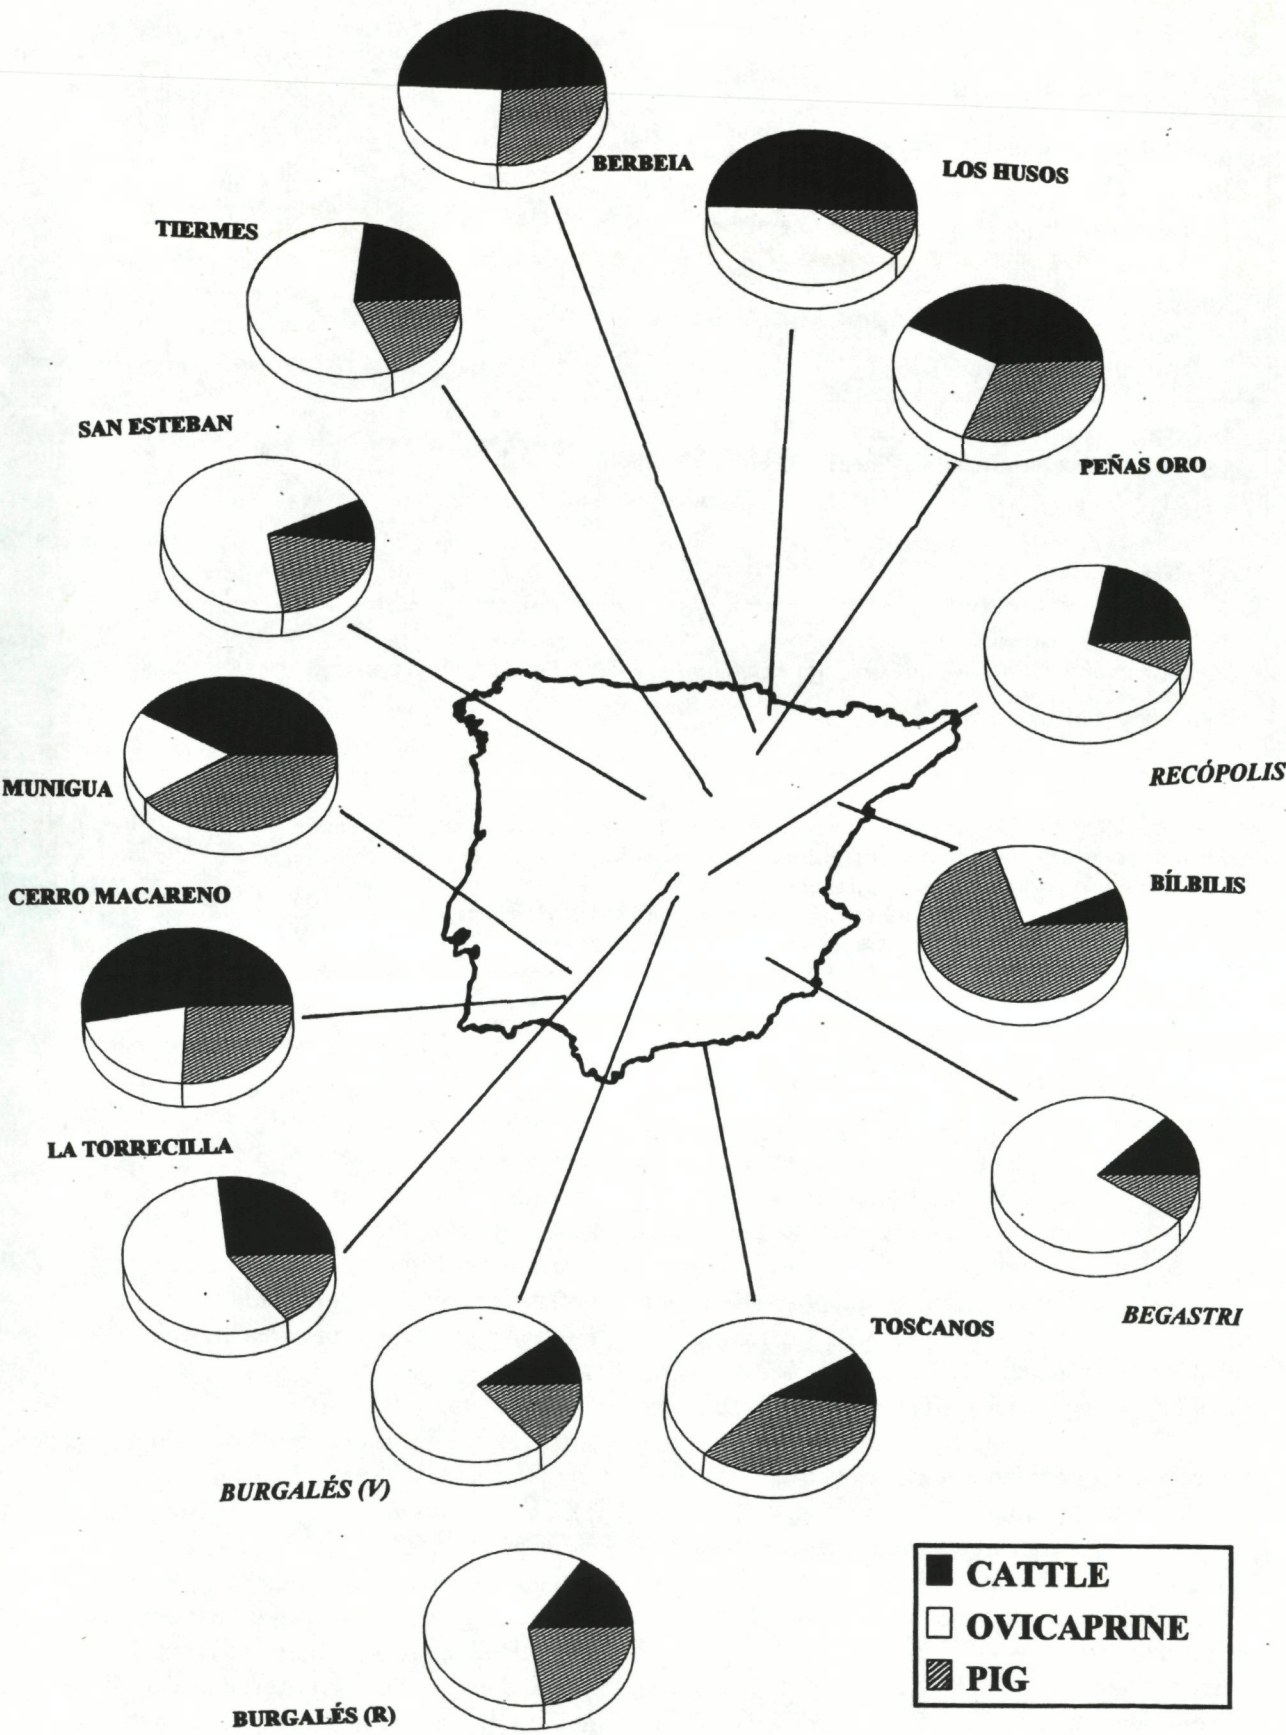 BERBEIA
LOS HUSOS
TIERMES
SAN ESTEBAN
PEÑAS ORO
MUNIGUA
RECÓPOLIS
CERRO MACARENO
BÍLBILIS
LA TORRECILLA
BEGASTRI
TOSCANOS
BURGALÉS (V)
BURGALÉS (R)
CATTLE
OVICAPRINE
PIG